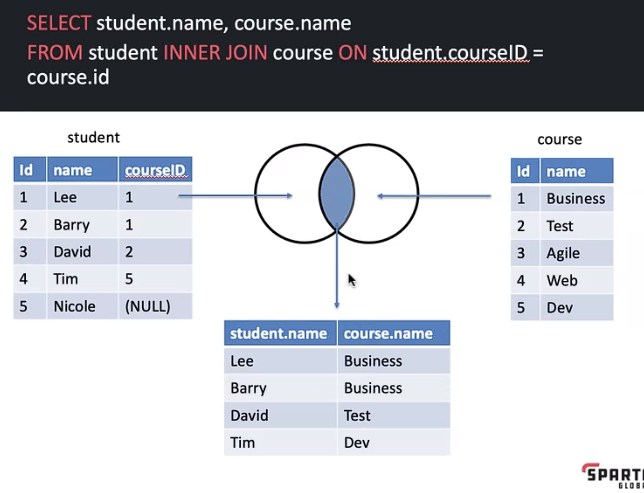 SELECT student.name, course.name
FROM student INNER JOIN course ON student.courseID =
course.id
student
Id name courseID
1 Lee 1
2 Barry 1
3 David 2
4 Tim 5
5 Nicole (NULL)
course
Id name
1 Business
2 Test
3 Agile
4 Web
5 Dev
student.name course.name
Lee Business
Barry Business
David Test
Tim Dev
SPART
GLOB